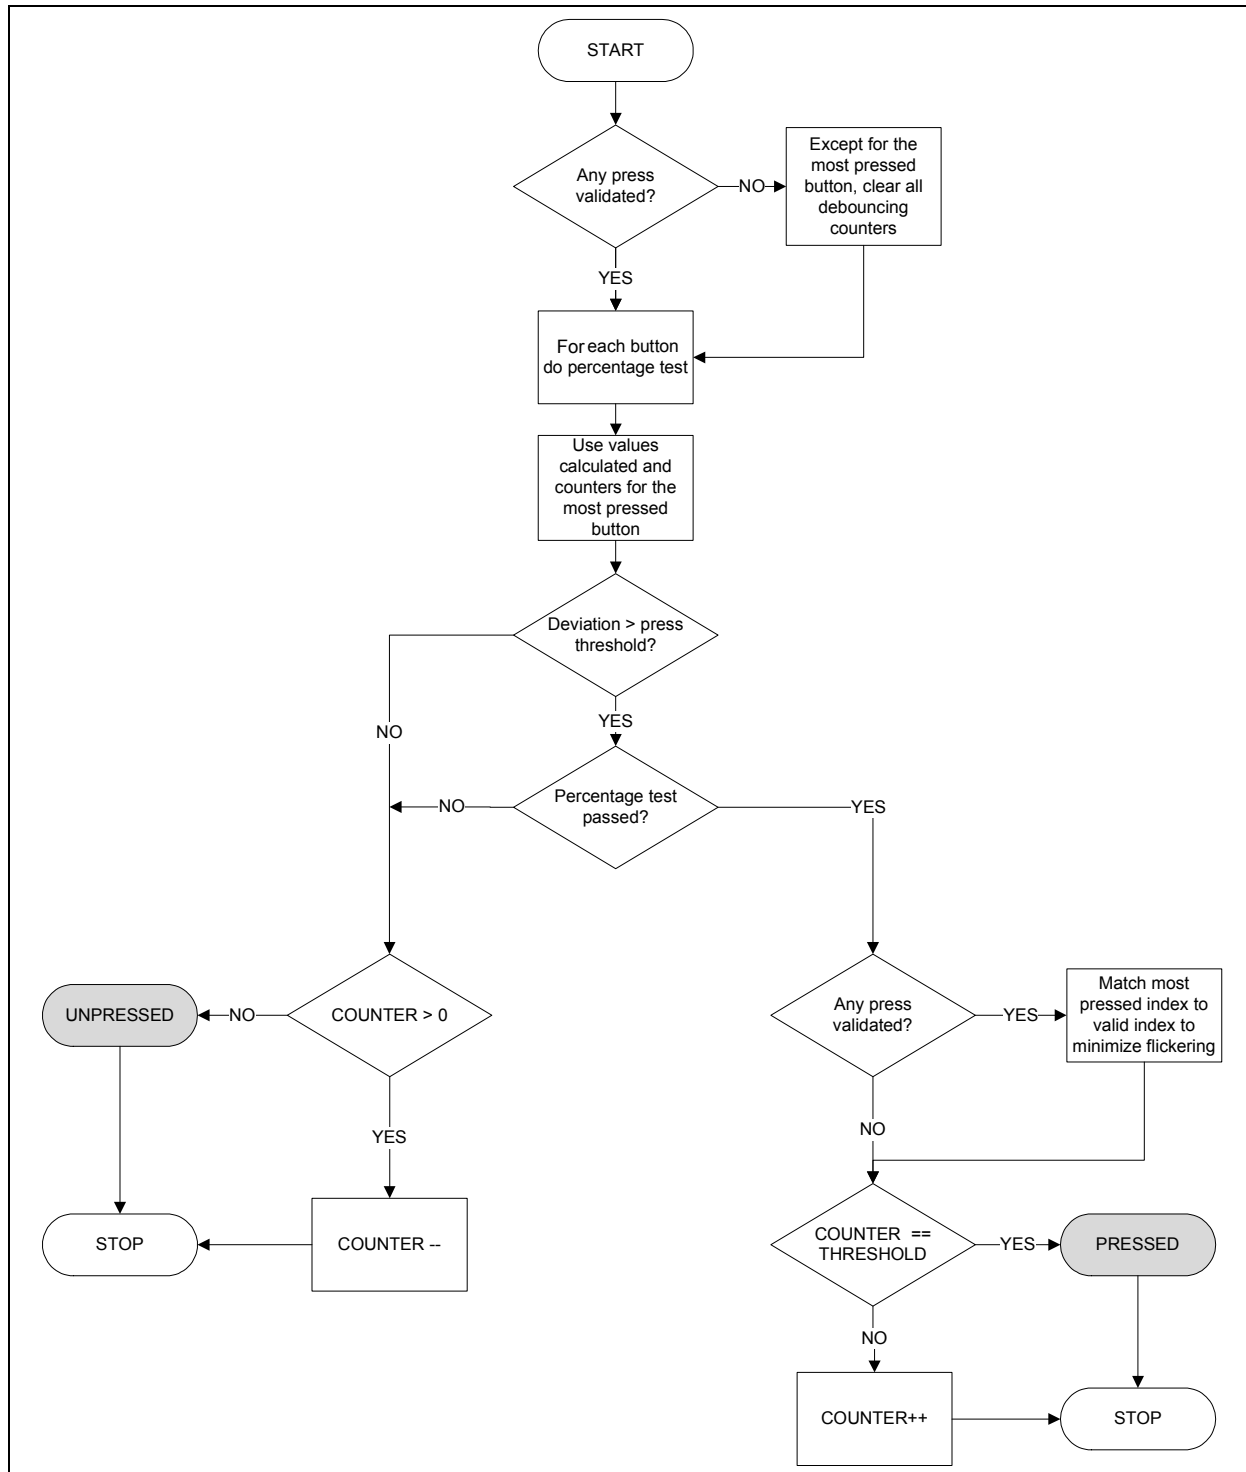 START
Any press
validated?
NO
Except for the
most pressed
button, clear all
debouncing
counters
YES
For each button
do percentage test
Use values
calculated and
counters for the
most pressed
button
Deviation > press
threshold?
NO
YES
Percentage test
passed?
NO
YES
UNPRESSED
NO
COUNTER > 0
Any press
validated?
YES
Match most
pressed index to
valid index to
minimize flickering
YES
NO
STOP
COUNTER --
COUNTER ==
THRESHOLD
YES
PRESSED
NO
COUNTER++
STOP